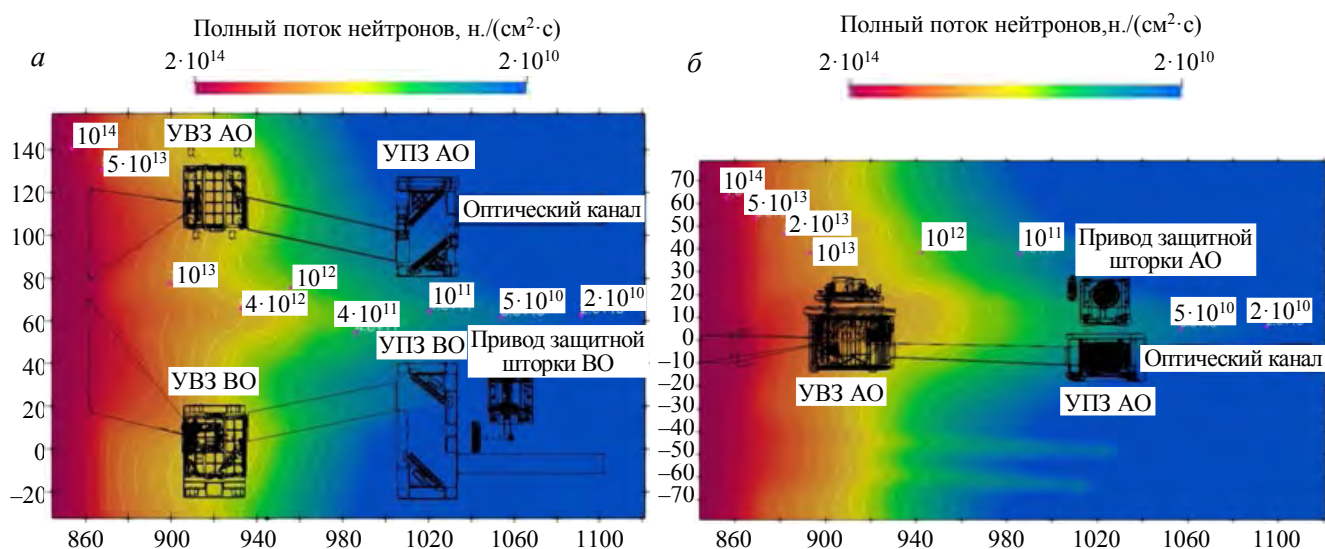 Полный поток нейтронов, н./(см²·с)
а
2·10¹⁴
2·10¹⁰
140
120
100
80
60
40
20
0
–20
10¹⁴
5·10¹³
УВЗ АО
УПЗ АО
Оптический канал
10¹³
10¹²
4·10¹²
4·10¹¹
10¹¹
5·10¹⁰
2·10¹⁰
УПЗ ВО
Привод защитной
шторки ВО
УВЗ ВО
860 900 940 980 1020 1060 1100
Полный поток нейтронов,н./(см²·с)
б
2·10¹⁴
2·10¹⁰
70
60
50
40
30
20
10
0
–10
–20
–30
–40
–50
–60
–70
10¹⁴
5·10¹³
2·10¹³
10¹³
10¹²
10¹¹
Привод защитной
шторки АО
5·10¹⁰
2·10¹⁰
Оптический канал
УВЗ АО
УПЗ АО
860 900 940 980 1020 1060 1100